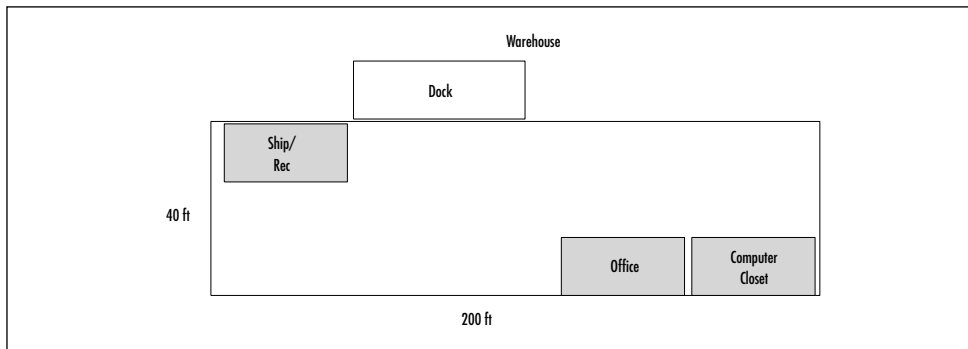 Warehouse
Dock
Ship/
Rec
40 ft
Office
Computer
Closet
200 ft